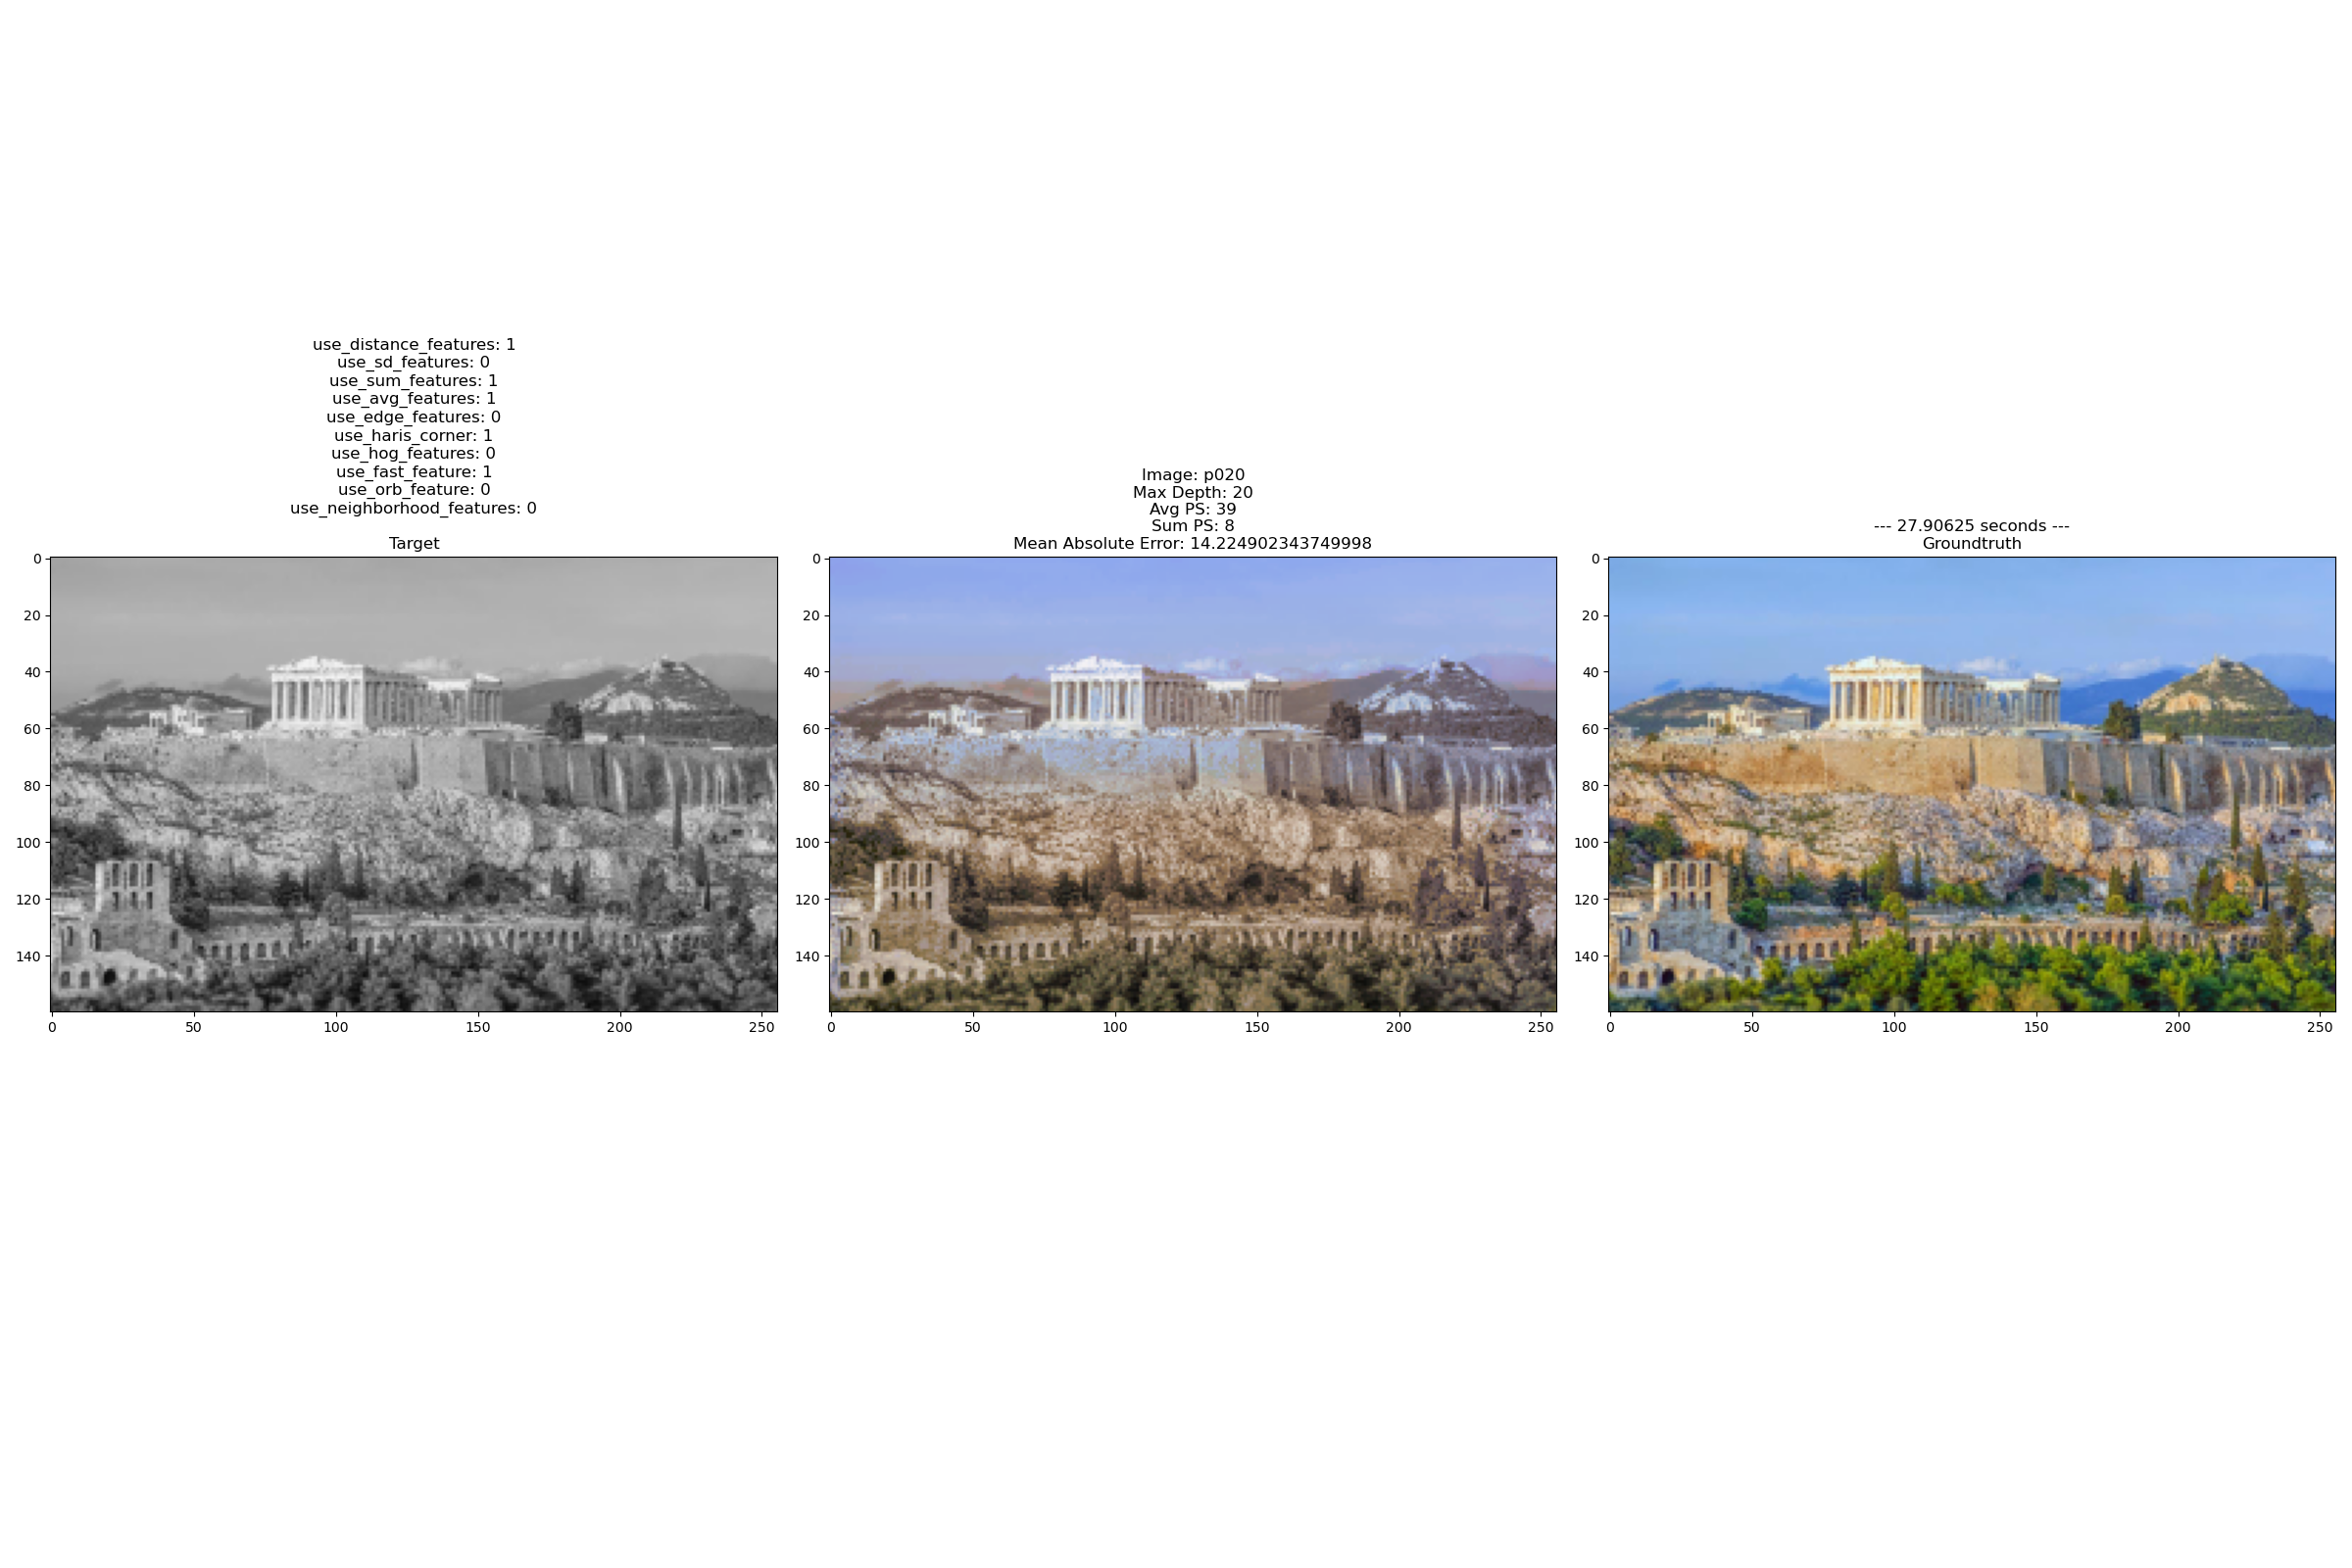 use_distance_features: 1
use_sd_features: 0
use_sum_features: 1
use_avg_features: 1
use_edge_features: 0
use_haris_corner: 1
use_hog_features: 0
use_fast_feature: 1
use_orb_feature: 0
use_neighborhood_features: 0
Target
0
20
40
60
80
100
120
140
0 50 100 150 200 250
Image: p020
Max Depth: 20
Avg PS: 39
Sum PS: 8
Mean Absolute Error: 14.224902343749998
0
20
40
60
80
100
120
140
0 50 100 150 200 250
--- 27.90625 seconds ---
Groundtruth
0
20
40
60
80
100
120
140
0 50 100 150 200 250